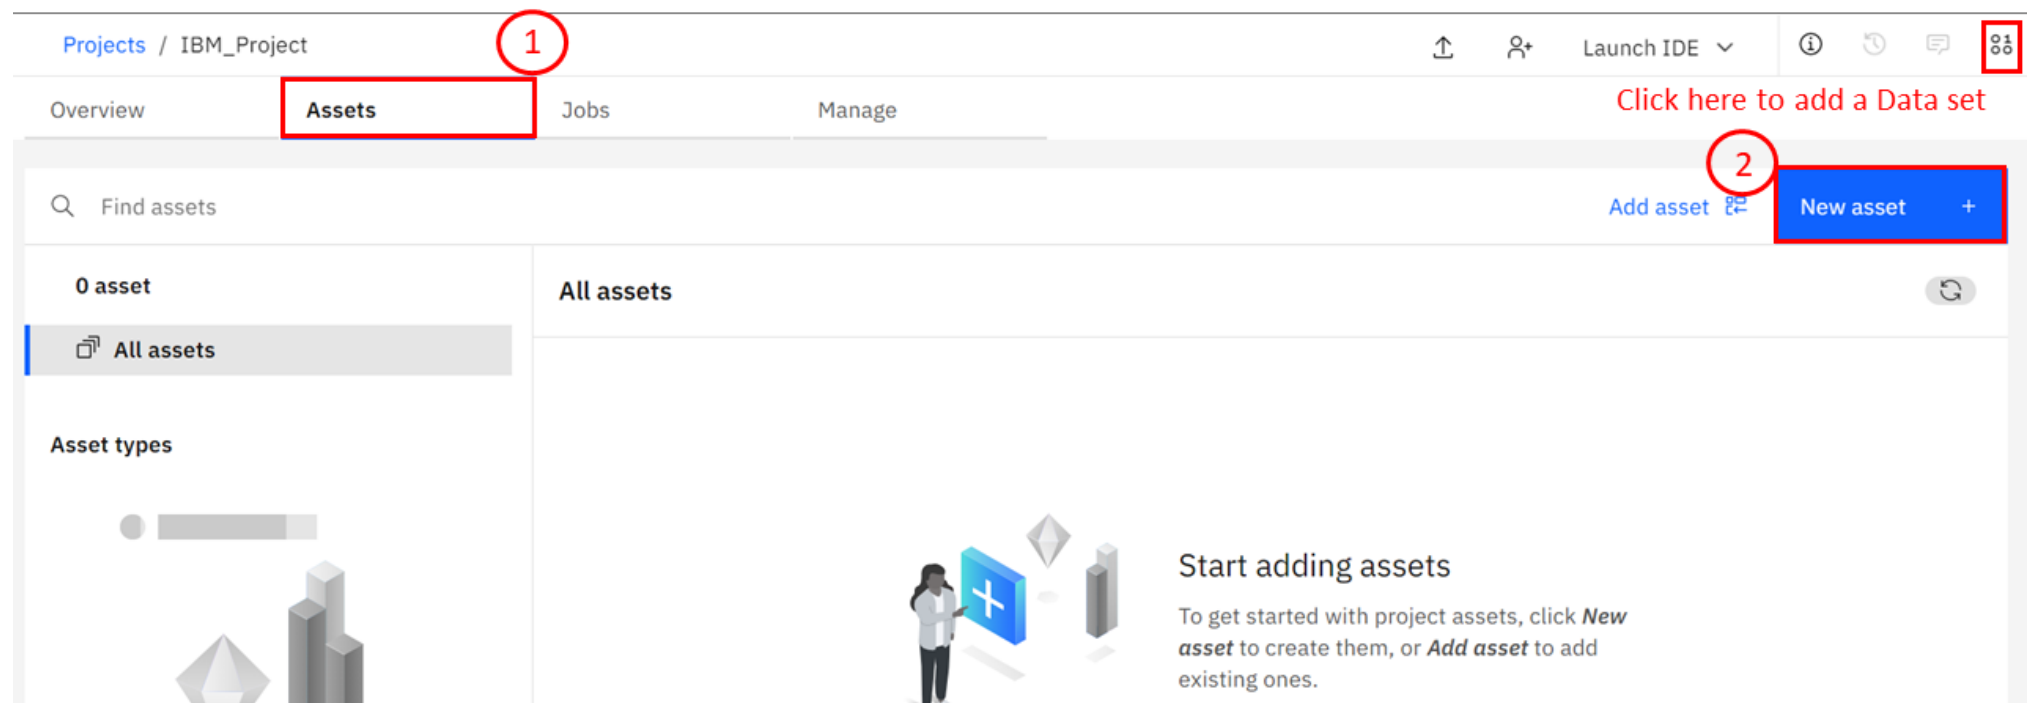 Projects / IBM_Project
1
Launch IDE
Overview
Assets
Jobs
Manage
Click here to add a Data set
2
Find assets
Add asset
New asset +
0 asset
All assets
All assets
Asset types
Start adding assets
To get started with project assets, click New
asset to create them, or Add asset to add
existing ones.